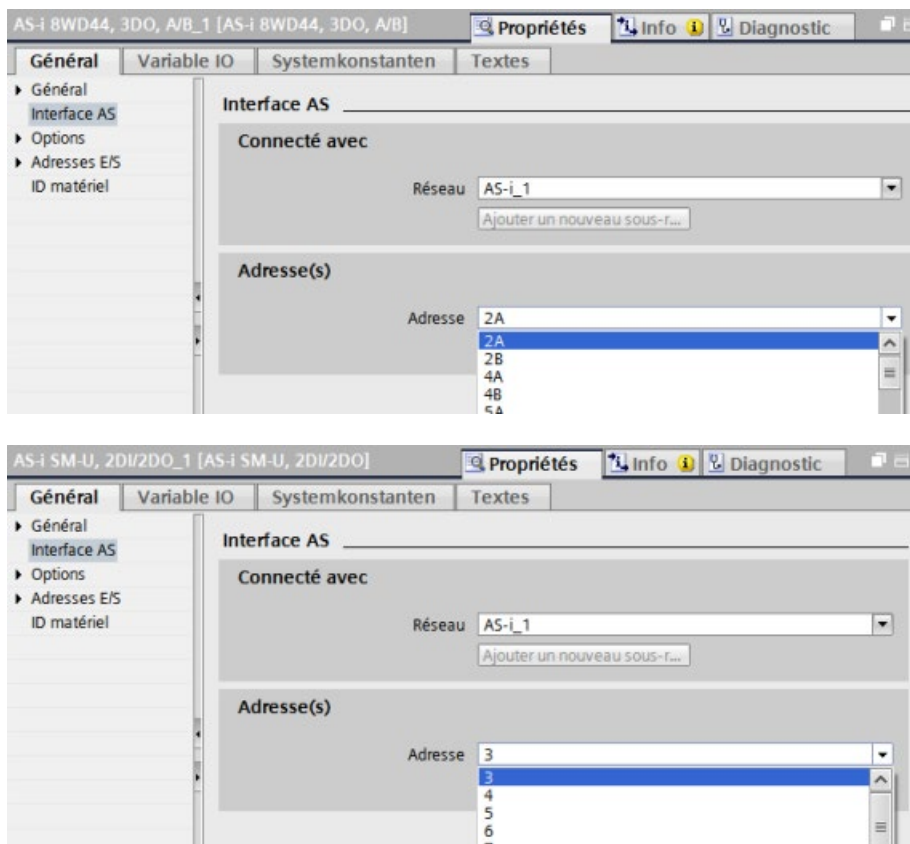 AS-i 8WD44, 3DO, A/B_1 [AS-i 8WD44, 3DO, A/B]
Propriétés
Info
Diagnostic
Général
Variable IO
Systemkonstanten
Textes
Général
Interface AS
Options
Adresses E/S
ID matériel
Interface AS
Connecté avec
Réseau AS-i_1
Ajouter un nouveau sous-r...
Adresse(s)
Adresse 2A
2A
2B
4A
4B
5A
AS-i SM-U, 2DI/2DO_1 [AS-i SM-U, 2DI/2DO]
Propriétés
Info
Diagnostic
Général
Variable IO
Systemkonstanten
Textes
Général
Interface AS
Options
Adresses E/S
ID matériel
Interface AS
Connecté avec
Réseau AS-i_1
Ajouter un nouveau sous-r...
Adresse(s)
Adresse 3
3
4
5
6